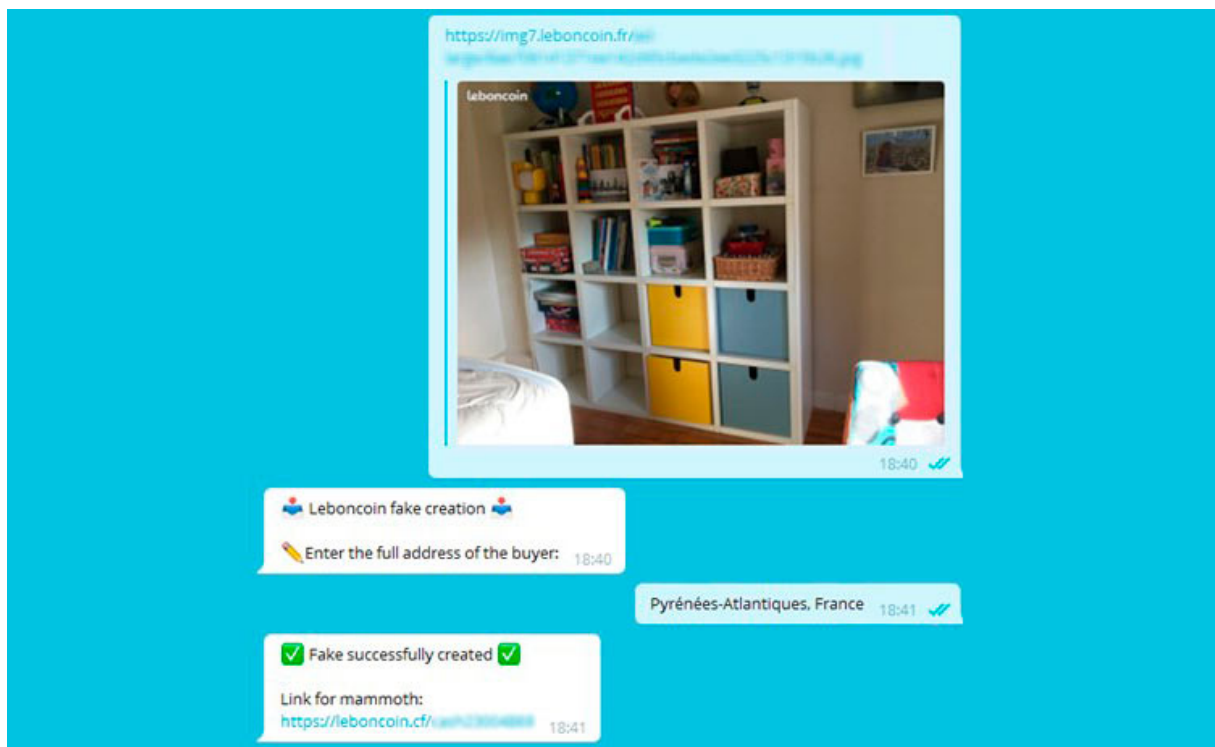 https://img7.leboncoin.fr/
leboncoin
18:40
Leboncoin fake creation
Enter the full address of the buyer:
18:40
Pyrénées-Atlantiques, France
18:41
Fake successfully created
Link for mammoth:
https://leboncoin.cf/
18:41